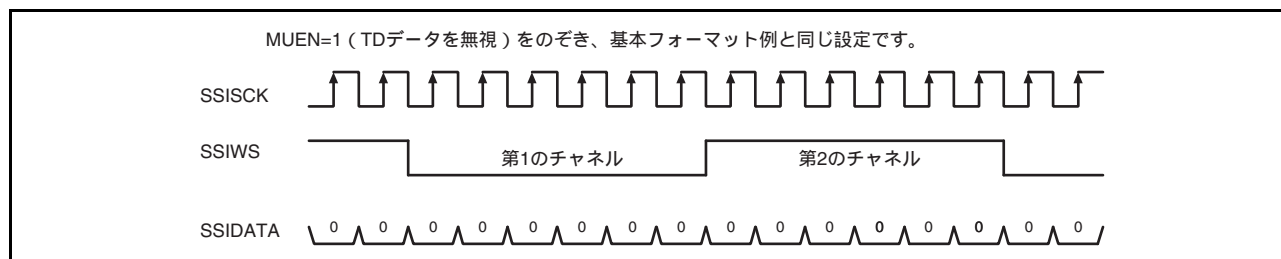 MUEN=1（TDデータを無視）をのぞき、基本フォーマット例と同じ設定です。
SSISCK
SSIWS 第1のチャネル 第2のチャネル
SSIDATA 0 0 0 0 0 0 0 0 0 0 0 0 0 0 0 0